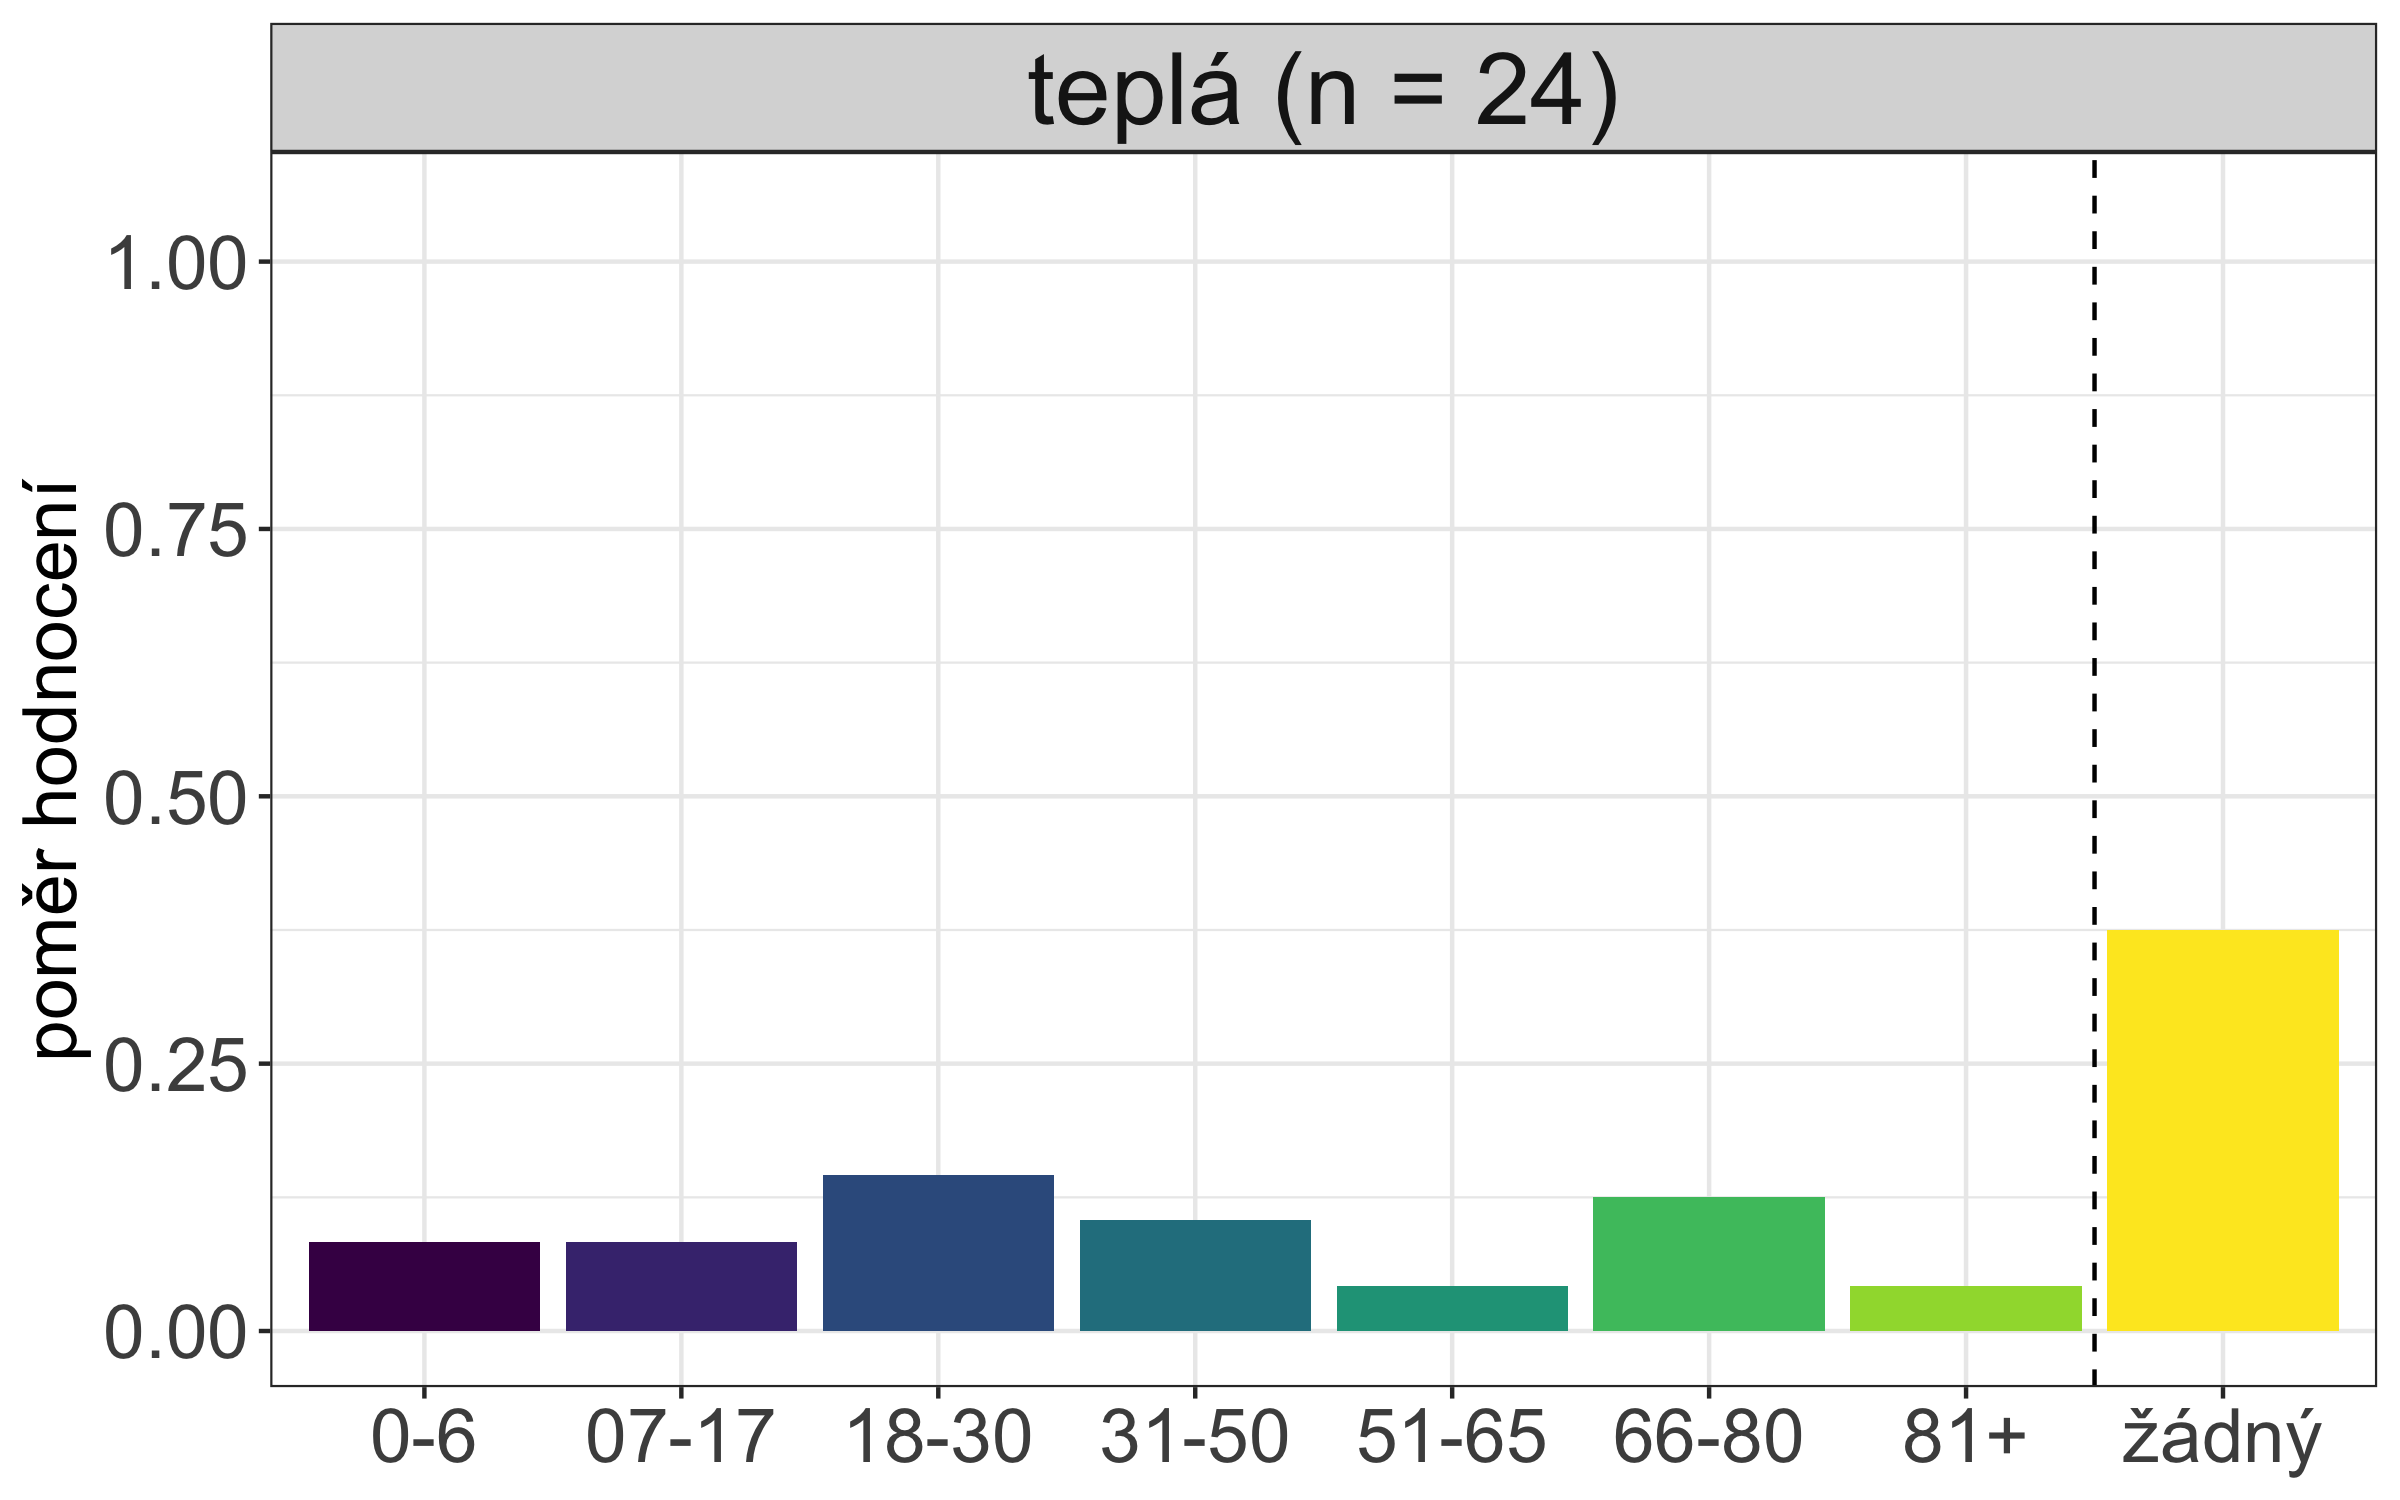 teplá (n = 24)
poměr hodnocení
1.00
0.75
0.50
0.25
0.00
0-6 07-17 18-30 31-50 51-65 66-80 81+ žádný